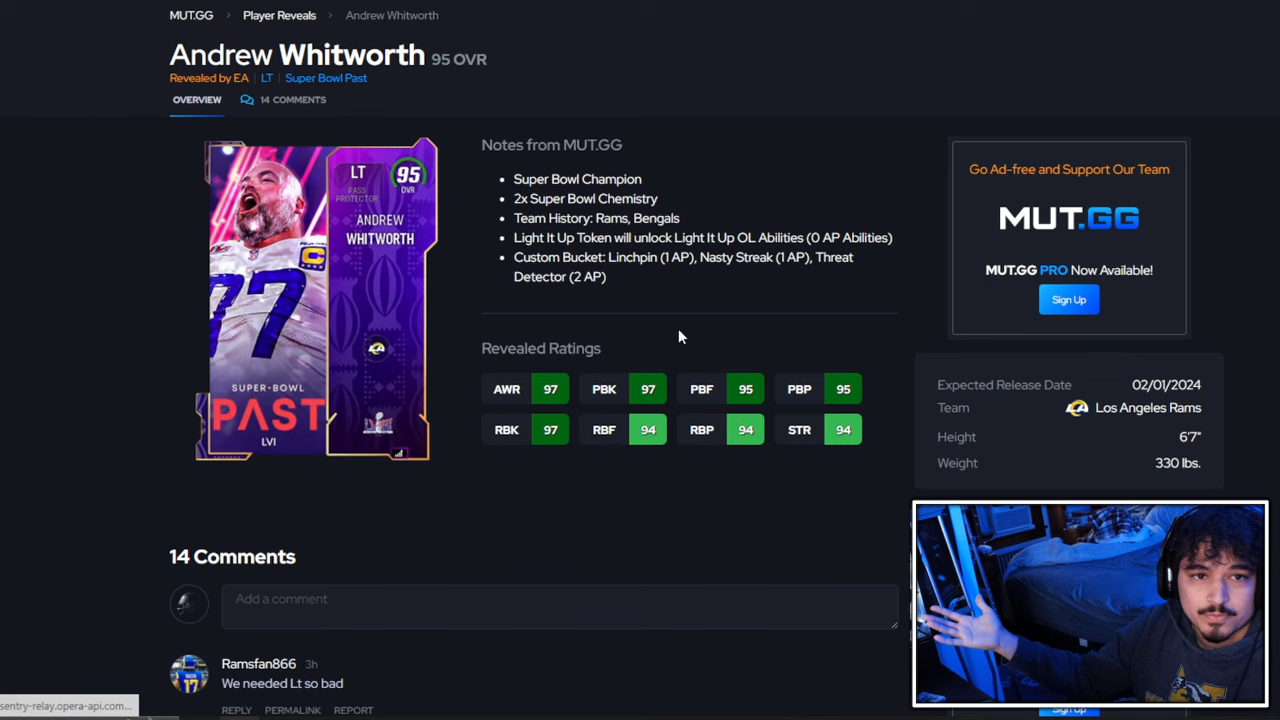 MUT.GG > Player Reveals > Andrew Whitworth
Andrew Whitworth 95 OVR
Revealed by EA | LT | Super Bowl Past
OVERVIEW 14 COMMENTS
LT 95
OVR
PASS
PROTECTOR
ANDREW
WHITWORTH
77
SUPER•BOWL
PAST
LVI
Notes from MUT.GG
• Super Bowl Champion
• 2x Super Bowl Chemistry
• Team History: Rams, Bengals
• Light It Up Token will unlock Light It Up OL Abilities (0 AP Abilities)
• Custom Bucket: Linchpin (1 AP), Nasty Streak (1 AP), Threat
Detector (2 AP)
Revealed Ratings
AWR 97 PBK 97 PBF 95 PBP 95
RBK 97 RBF 94 RBP 94 STR 94
Go Ad-free and Support Our Team
MUT.GG
MUT.GG PRO Now Available!
Sign Up
Expected Release Date 02/01/2024
Team Los Angeles Rams
Height 6'7"
Weight 330 lbs.
14 Comments
Add a comment
Ramsfan866 3h
We needed Lt so bad
REPLY PERMALINK REPORT
sentry-relay.opera-api.com...
Sign Up